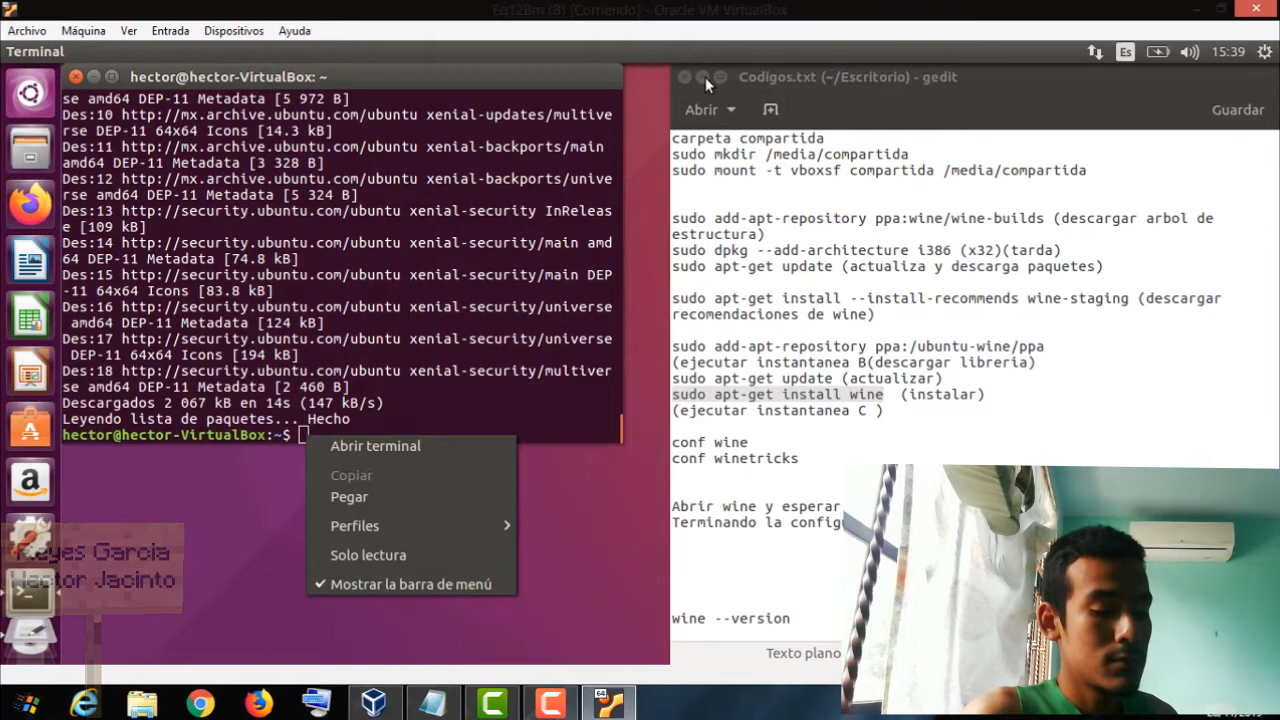 Eq12Bm (B) [Corriendo] - Oracle VM VirtualBox
Archivo Máquina Ver Entrada Dispositivos Ayuda
Terminal Es 15:39
hector@hector-VirtualBox: ~
se amd64 DEP-11 Metadata [5 972 B]
Des:10 http://mx.archive.ubuntu.com/ubuntu xenial-updates/multive
rse DEP-11 64x64 Icons [14.3 kB]
Des:11 http://mx.archive.ubuntu.com/ubuntu xenial-backports/main
amd64 DEP-11 Metadata [3 328 B]
Des:12 http://mx.archive.ubuntu.com/ubuntu xenial-backports/unive
rse amd64 DEP-11 Metadata [5 324 B]
Des:13 http://security.ubuntu.com/ubuntu xenial-security InReleas
e [109 kB]
Des:14 http://security.ubuntu.com/ubuntu xenial-security/main amd
64 DEP-11 Metadata [74.8 kB]
Des:15 http://security.ubuntu.com/ubuntu xenial-security/main DEP
-11 64x64 Icons [83.8 kB]
Des:16 http://security.ubuntu.com/ubuntu xenial-security/universe
amd64 DEP-11 Metadata [124 kB]
Des:17 http://security.ubuntu.com/ubuntu xenial-security/universe
DEP-11 64x64 Icons [194 kB]
Des:18 http://security.ubuntu.com/ubuntu xenial-security/multiver
se amd64 DEP-11 Metadata [2 460 B]
Descargados 2 067 kB en 14s (147 kB/s)
Leyendo lista de paquetes... Hecho
hector@hector-VirtualBox:~$
Abrir terminal
Copiar
Pegar
Perfiles
Solo lectura
Mostrar la barra de menú
Codigos.txt (~/Escritorio) - gedit
Abrir Guardar
carpeta compartida
sudo mkdir /media/compartida
sudo mount -t vboxsf compartida /media/compartida
sudo add-apt-repository ppa:wine/wine-builds (descargar arbol de
estructura)
sudo dpkg --add-architecture i386 (x32)(tarda)
sudo apt-get update (actualiza y descarga paquetes)
sudo apt-get install --install-recommends wine-staging (descargar
recomendaciones de wine)
sudo add-apt-repository ppa:/ubuntu-wine/ppa
(ejecutar instantanea B(descargar libreria)
sudo apt-get update (actualizar)
sudo apt-get install wine (instalar)
(ejecutar instantanea C )
conf wine
conf winetricks
Abrir wine y esperar
Terminando la config
wine --version
Texto plano
Reyes Garcia
Hector Jacinto
64